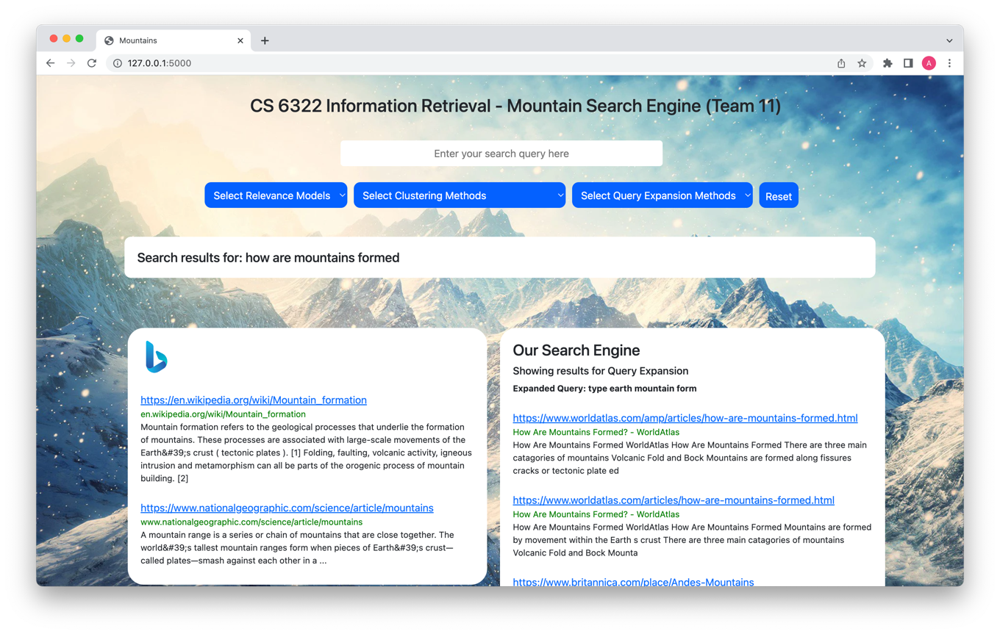 Mountains
127.0.0.1:5000
A
CS 6322 Information Retrieval - Mountain Search Engine (Team 11)
Enter your search query here
Select Relevance Models
Select Clustering Methods
Select Query Expansion Methods
Reset
Search results for: how are mountains formed
https://en.wikipedia.org/wiki/Mountain_formation
en.wikipedia.org/wiki/Mountain_formation
Mountain formation refers to the geological processes that underlie the formation
of mountains. These processes are associated with large-scale movements of the
Earth&#39;s crust ( tectonic plates ). [1] Folding, faulting, volcanic activity, igneous
intrusion and metamorphism can all be parts of the orogenic process of mountain
building. [2]
https://www.nationalgeographic.com/science/article/mountains
www.nationalgeographic.com/science/article/mountains
A mountain range is a series or chain of mountains that are close together. The
world&#39;s tallest mountain ranges form when pieces of Earth&#39;s crust—
called plates—smash against each other in a ...
Our Search Engine
Showing results for Query Expansion
Expanded Query: type earth mountain form
https://www.worldatlas.com/amp/articles/how-are-mountains-formed.html
How Are Mountains Formed? - WorldAtlas
How Are Mountains Formed WorldAtlas How Are Mountains Formed There are three main
catagories of mountains Volcanic Fold and Bock Mountains are formed along fissures
cracks or tectonic plate ed
https://www.worldatlas.com/articles/how-are-mountains-formed.html
How Are Mountains Formed? - WorldAtlas
How Are Mountains Formed WorldAtlas How Are Mountains Formed Mountains are formed
by movement within the Earth s crust There are three main catagories of mountains
Volcanic Fold and Bock Mounta
https://www.britannica.com/place/Andes-Mountains